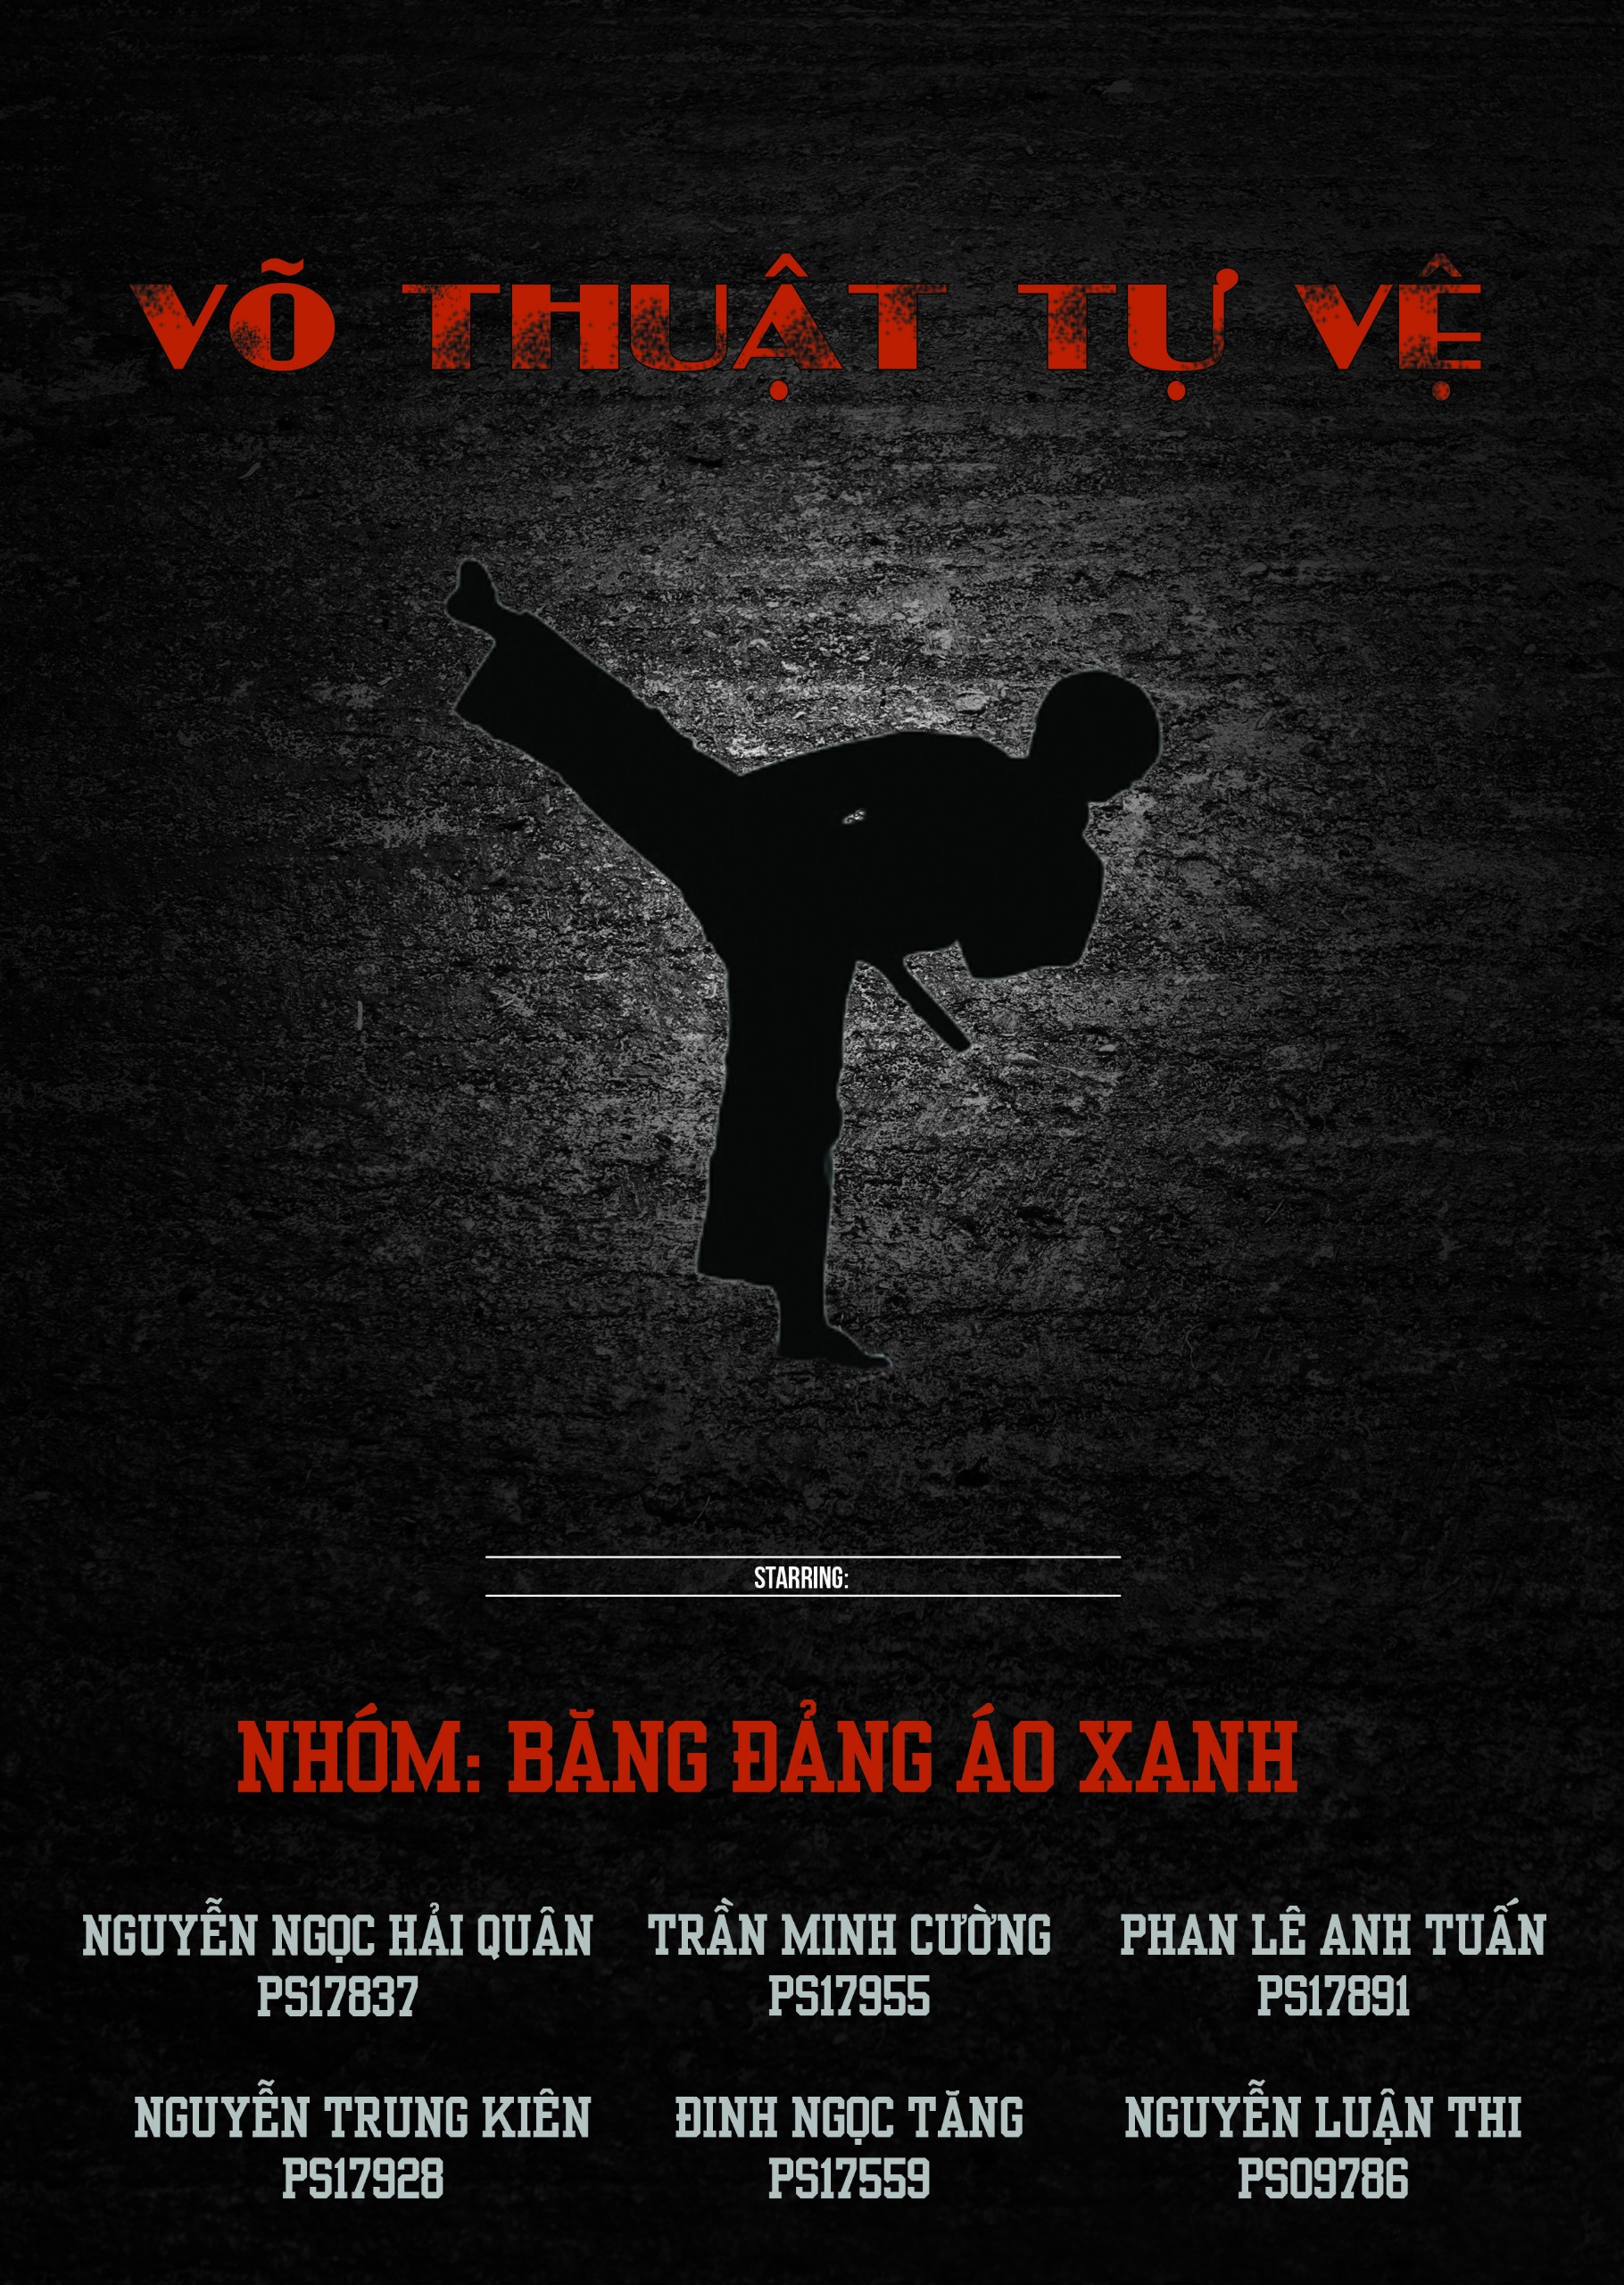 VÕ THUẬT TỰ VỆ
STARRING:
NHÓM: BĂNG ĐẢNG ÁO XANH
NGUYỄN NGỌC HẢI QUÂN
PS17837
TRẦN MINH CƯỜNG
PS17955
PHAN LÊ ANH TUẤN
PS17891
NGUYỄN TRUNG KIÊN
PS17928
ĐINH NGỌC TĂNG
PS17559
NGUYỄN LUẬN THI
PS09786